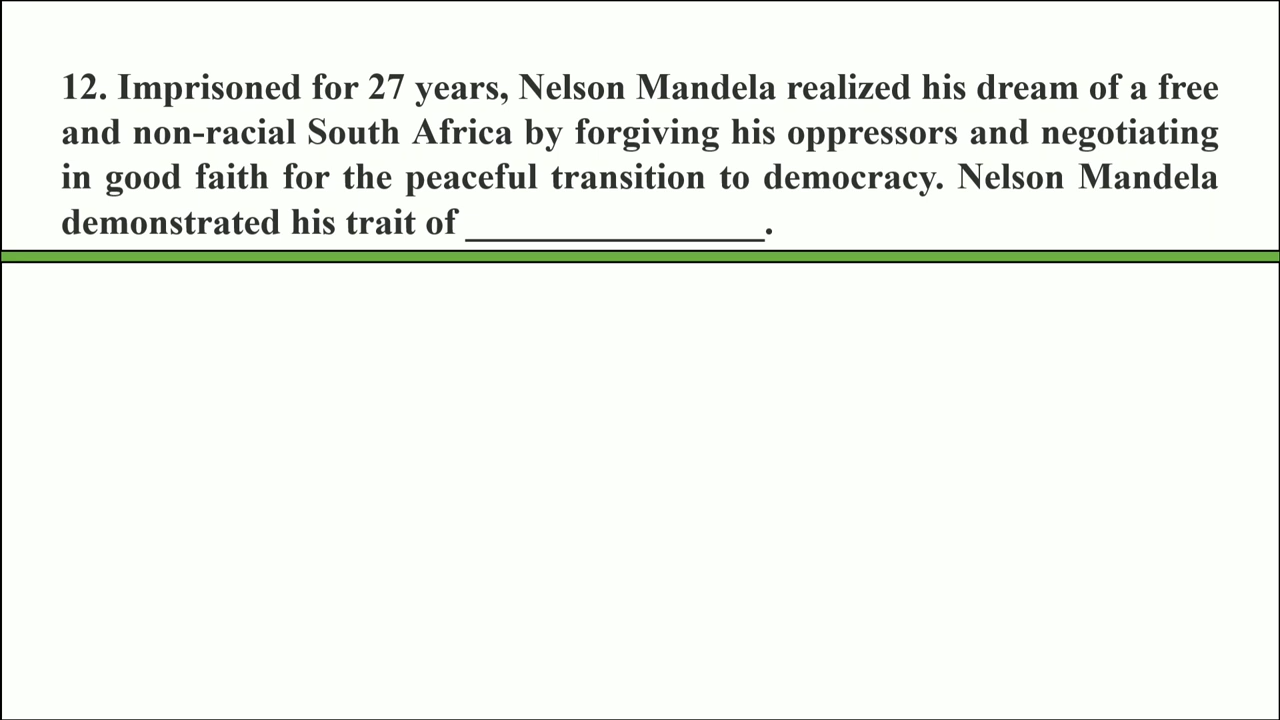 12. Imprisoned for 27 years, Nelson Mandela realized his dream of a free
and non-racial South Africa by forgiving his oppressors and negotiating
in good faith for the peaceful transition to democracy. Nelson Mandela
demonstrated his trait of _________________.